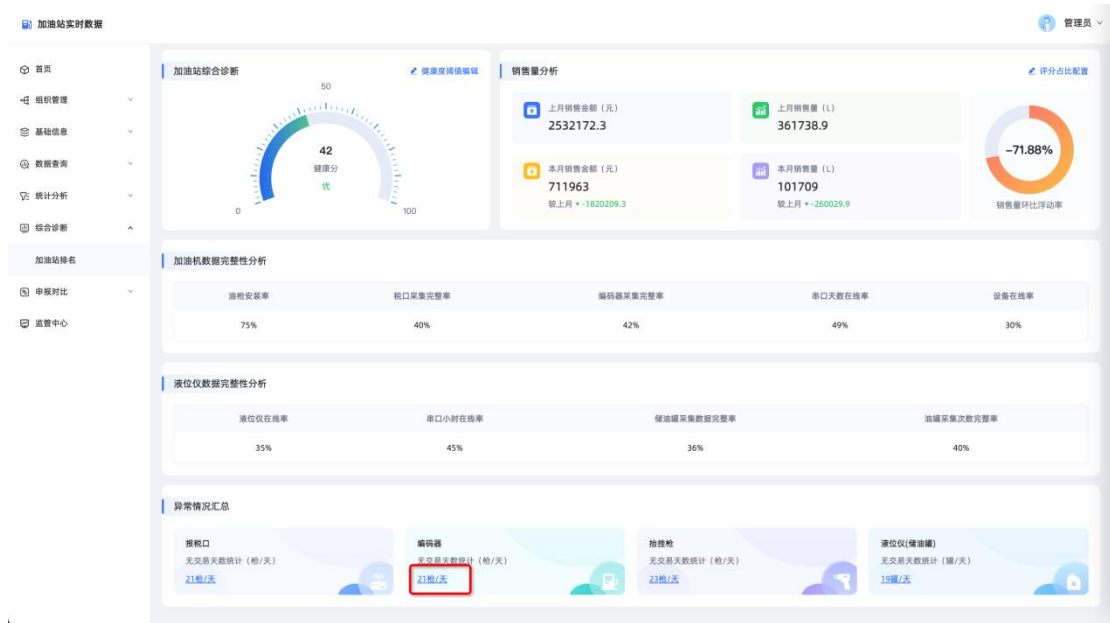 加油站实时数据
管理员
首页
组织管理
基础信息
数据查询
统计分析
综合诊断
加油站排名
申报对比
监管中心
加油站综合诊断
健康度阈值编辑
50
42
健康分
优
0
100
销售量分析
评分占比配置
上月销售金额（元）
2532172.3
上月销售量（L）
361738.9
本月销售金额（元）
711963
较上月 ▼ -1820209.3
本月销售量（L）
101709
较上月 ▼ -260029.9
-71.88%
销售量环比浮动率
加油机数据完整性分析
油枪安装率 税口采集完整率 编码器采集完整率 串口天数在线率 设备在线率
75% 40% 42% 49% 30%
液位仪数据完整性分析
液位仪在线率 串口小时在线率 储油罐采集数据完整率 油罐采集次数完整率
35% 45% 36% 40%
异常情况汇总
报税口
无交易天数统计（枪/天）
21枪/天
编码器
无交易天数统计（枪/天）
21枪/天
抬挂枪
无交易天数统计（枪/天）
23枪/天
液位仪(储油罐)
无交易天数统计（罐/天）
19罐/天